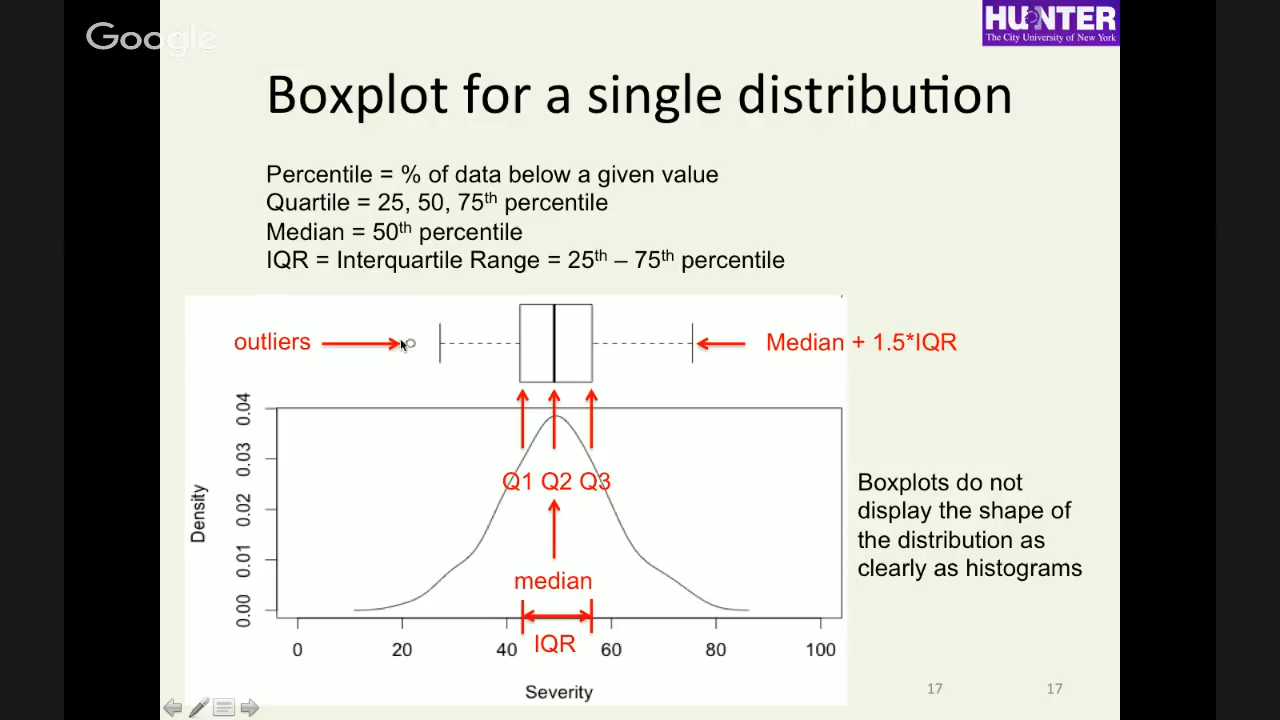 Google
HUNTER
The City University of New York
Boxplot for a single distribution
Percentile = % of data below a given value
Quartile = 25, 50, 75th percentile
Median = 50th percentile
IQR = Interquartile Range = 25th – 75th percentile
outliers
Median + 1.5*IQR
0.04
0.03
0.02
0.01
0.00
Density
Q1 Q2 Q3
median
IQR
0 20 40 60 80 100
Severity
Boxplots do not
display the shape of
the distribution as
clearly as histograms
17 17